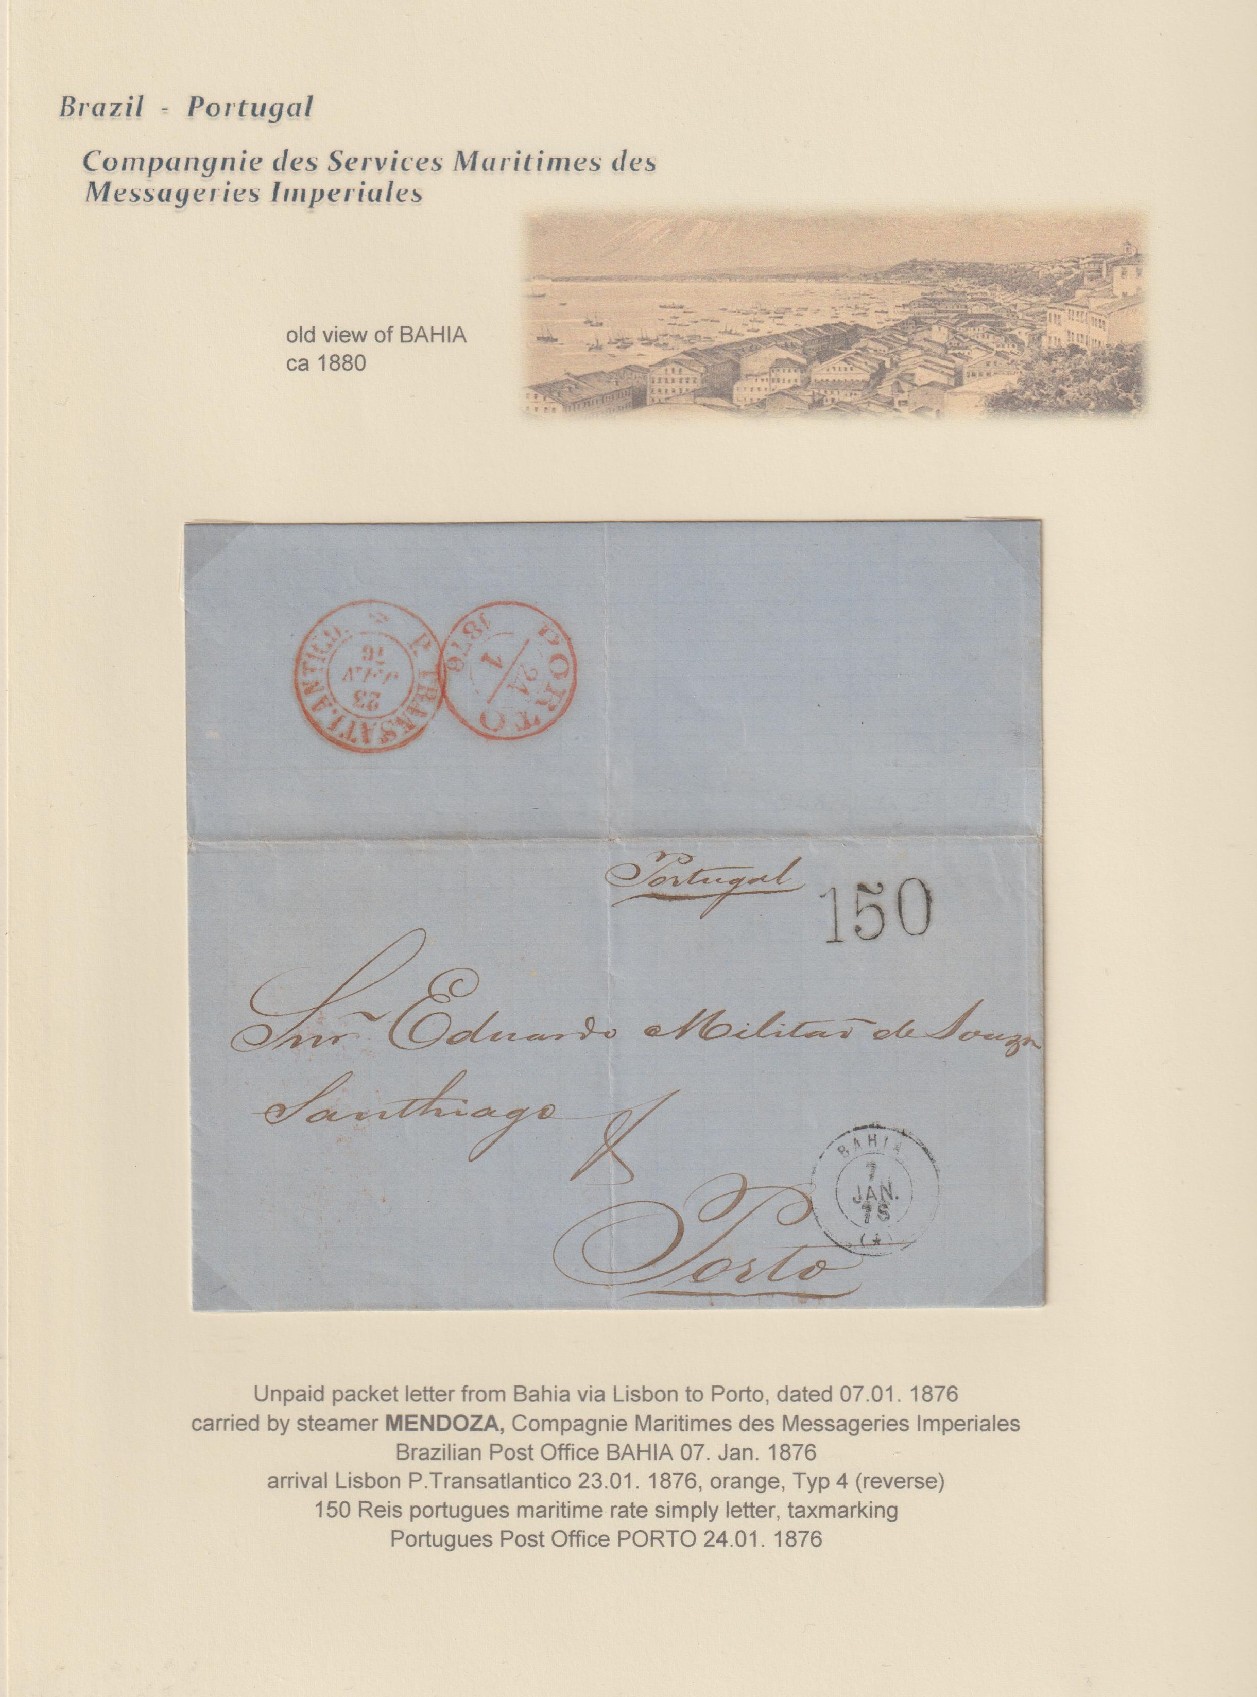 Brazil - Portugal
Compangnie des Services Maritimes des
Messageries Imperiales
old view of BAHIA
ca 1880
P. TRANSATLANTICO
23
JAN
76
PORTO
24
1
1876
Portugal
150
Snr Eduardo Militão de Souza
Santhiago
Porto
BAHIA
7
JAN.
76
(*)
Unpaid packet letter from Bahia via Lisbon to Porto, dated 07.01. 1876
carried by steamer MENDOZA, Compagnie Maritimes des Messageries Imperiales
Brazilian Post Office BAHIA 07. Jan. 1876
arrival Lisbon P.Transatlantico 23.01. 1876, orange, Typ 4 (reverse)
150 Reis portugues maritime rate simply letter, taxmarking
Portugues Post Office PORTO 24.01. 1876